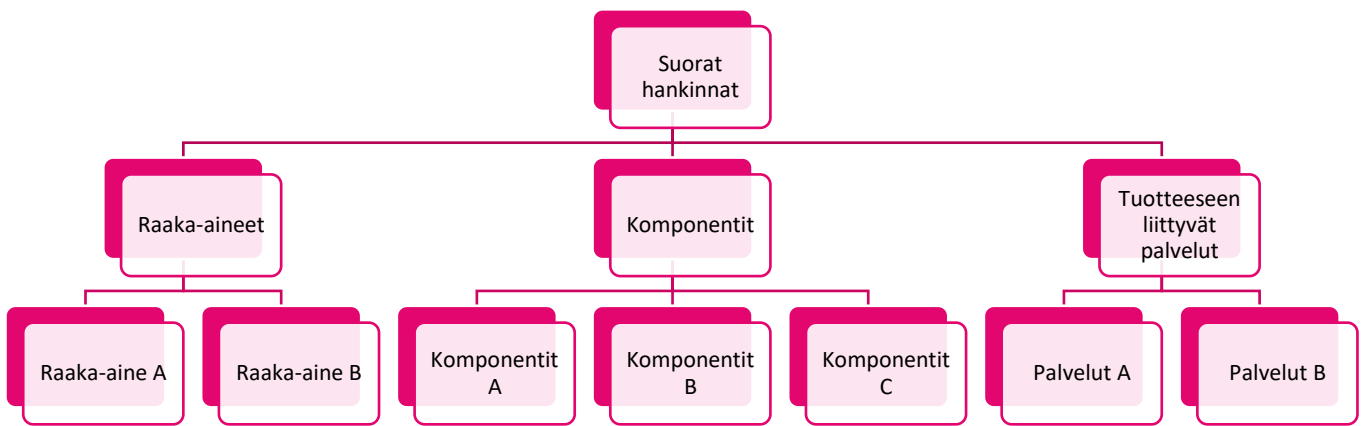 Suorat
hankinnat
Raaka-aineet
Komponentit
Tuotteeseen
liittyvät
palvelut
Raaka-aine A
Raaka-aine B
Komponentit
A
Komponentit
B
Komponentit
C
Palvelut A
Palvelut B